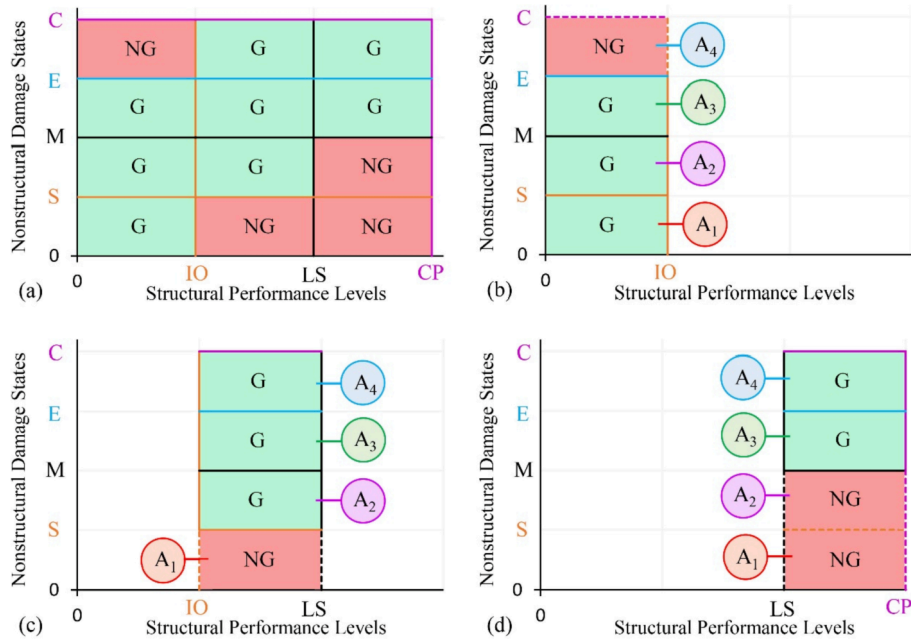 C
NG G G
E
G G G
M
G G NG
S
G NG NG
0
0 IO LS CP
Nonstructural Damage States
Structural Performance Levels
(a)
C
NG A4
E
G A3
M
G A2
S
G A1
0
0 IO
Nonstructural Damage States
Structural Performance Levels
(b)
C
G A4
E
G A3
M
G A2
S
A1 NG
0
0 IO LS
Nonstructural Damage States
Structural Performance Levels
(c)
C
A4 G
E
A3 G
M
A2 NG
S
A1 NG
0
0 LS CP
Nonstructural Damage States
Structural Performance Levels
(d)